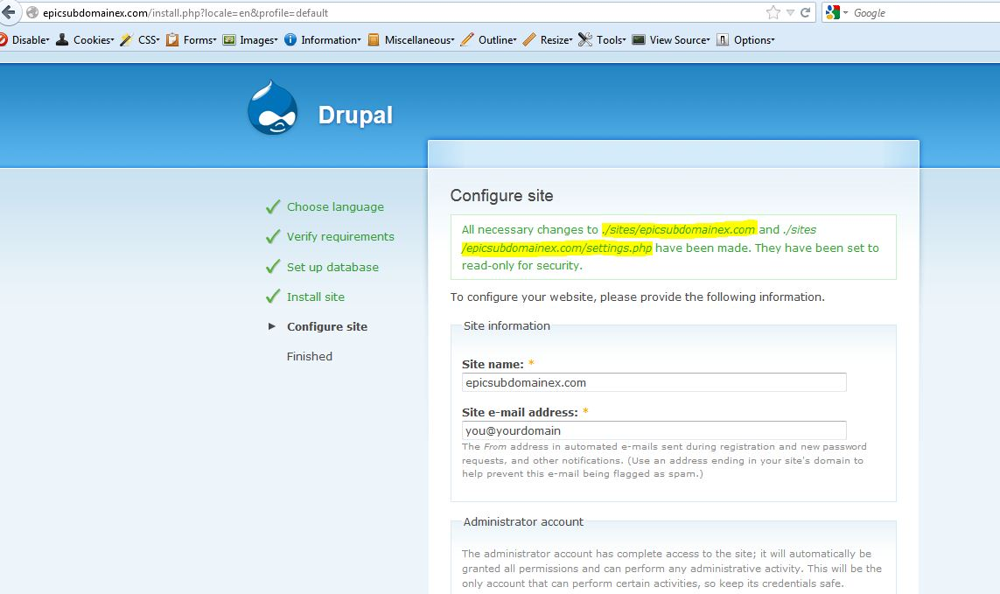 epicsubdomainex.com/install.php?locale=en&profile=default
Google
Disable Cookies CSS Forms Images Information Miscellaneous Outline Resize Tools View Source Options
Drupal
Choose language
Verify requirements
Set up database
Install site
Configure site
Finished
Configure site
All necessary changes to ./sites/epicsubdomainex.com and ./sites
/epicsubdomainex.com/settings.php have been made. They have been set to
read-only for security.
To configure your website, please provide the following information.
Site information
Site name: *
epicsubdomainex.com
Site e-mail address: *
you@yourdomain
The From address in automated e-mails sent during registration and new password
requests, and other notifications. (Use an address ending in your site's domain to
help prevent this e-mail being flagged as spam.)
Administrator account
The administrator account has complete access to the site; it will automatically be
granted all permissions and can perform any administrative activity. This will be the
only account that can perform certain activities, so keep its credentials safe.